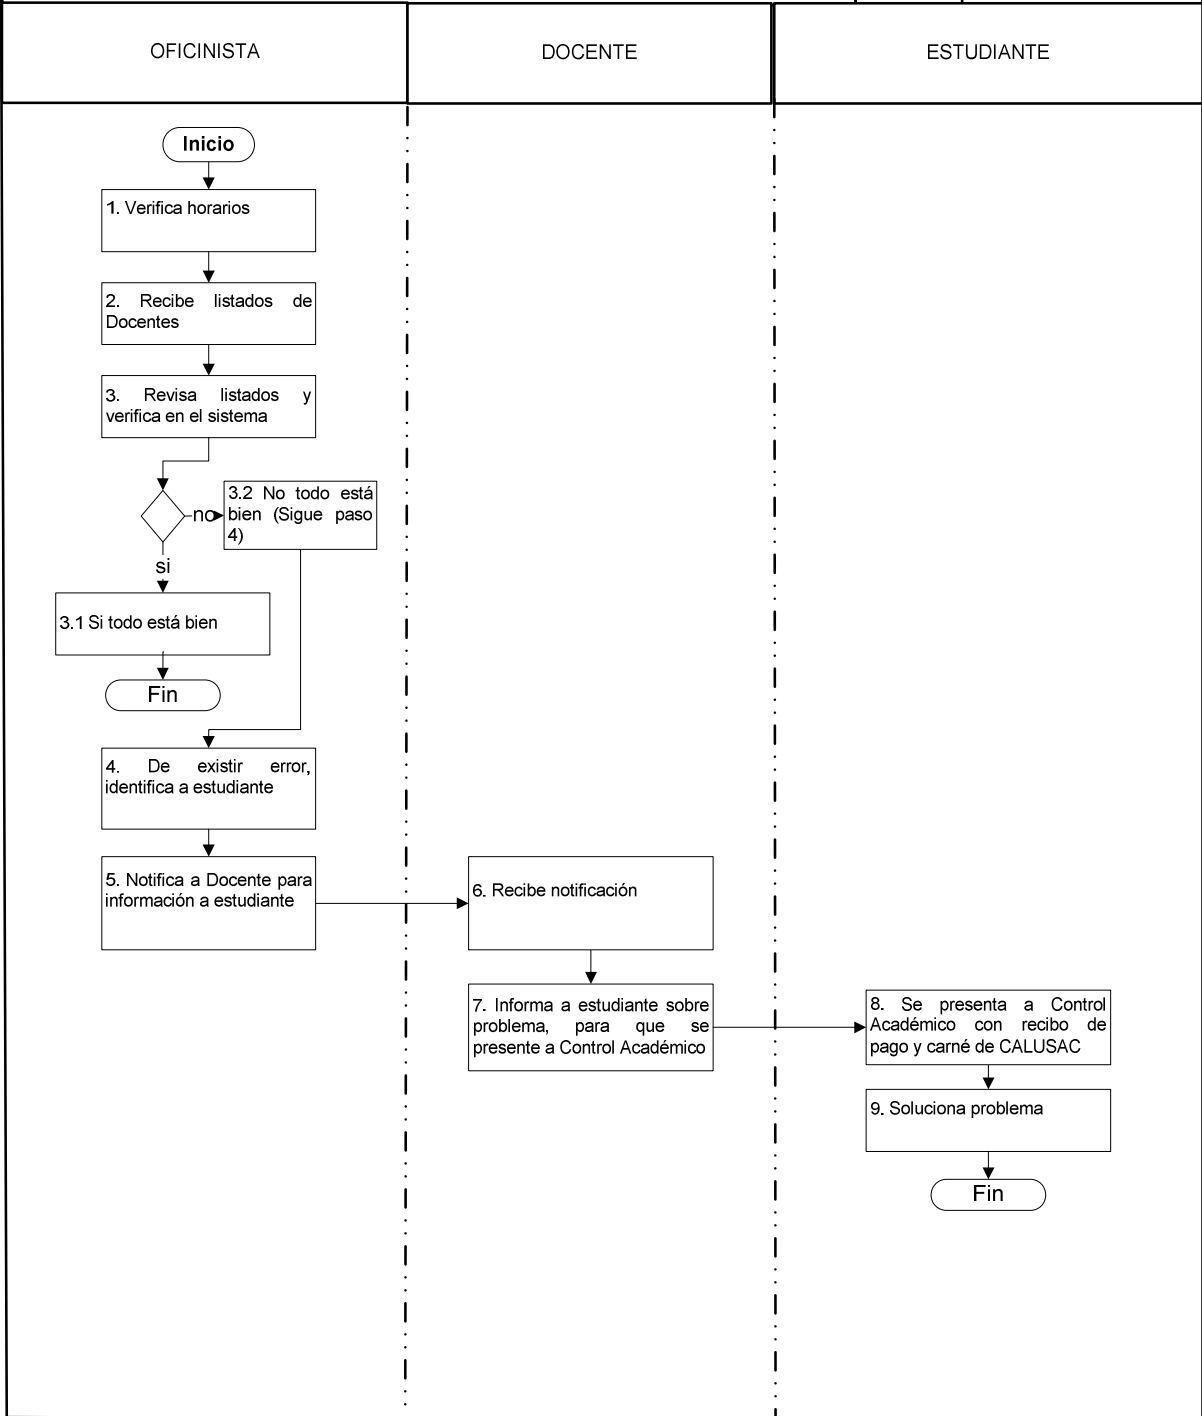 OFICINISTA
DOCENTE
ESTUDIANTE
Inicio
1. Verifica horarios
2. Recibe listados de
Docentes
3. Revisa listados y
verifica en el sistema
no
3.2 No todo está
bien (Sigue paso
4)
si
3.1 Si todo está bien
Fin
4. De existir error,
identifica a estudiante
5. Notifica a Docente para
información a estudiante
6. Recibe notificación
7. Informa a estudiante sobre
problema, para que se
presente a Control Académico
8. Se presenta a Control
Académico con recibo de
pago y carné de CALUSAC
9. Soluciona problema
Fin